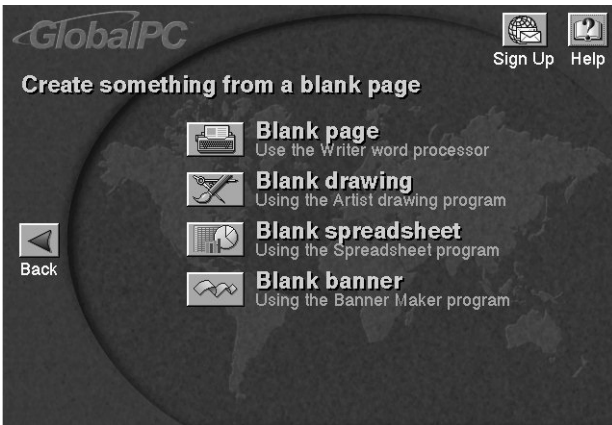 GlobalPC
Sign Up
Help
Create something from a blank page
Blank page
Use the Writer word processor
Blank drawing
Using the Artist drawing program
Blank spreadsheet
Using the Spreadsheet program
Back
Blank banner
Using the Banner Maker program